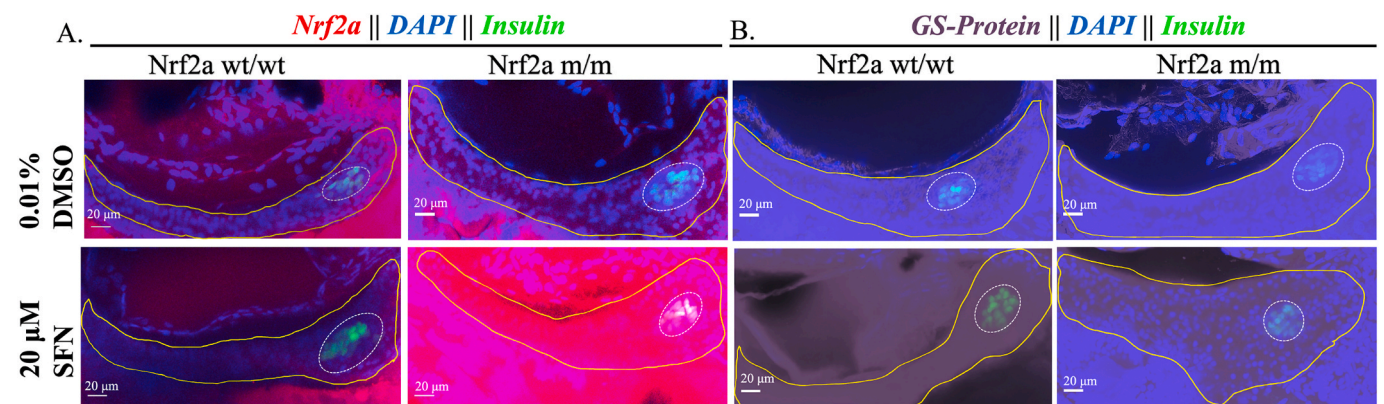 A. Nrf2a || DAPI || Insulin
B. GS-Protein || DAPI || Insulin
Nrf2a wt/wt
Nrf2a m/m
Nrf2a wt/wt
Nrf2a m/m
0.01%
DMSO
20 μm
20 μm
20 μm
20 μm
20 μM
SFN
20 μm
20 μm
20 μm
20 μm